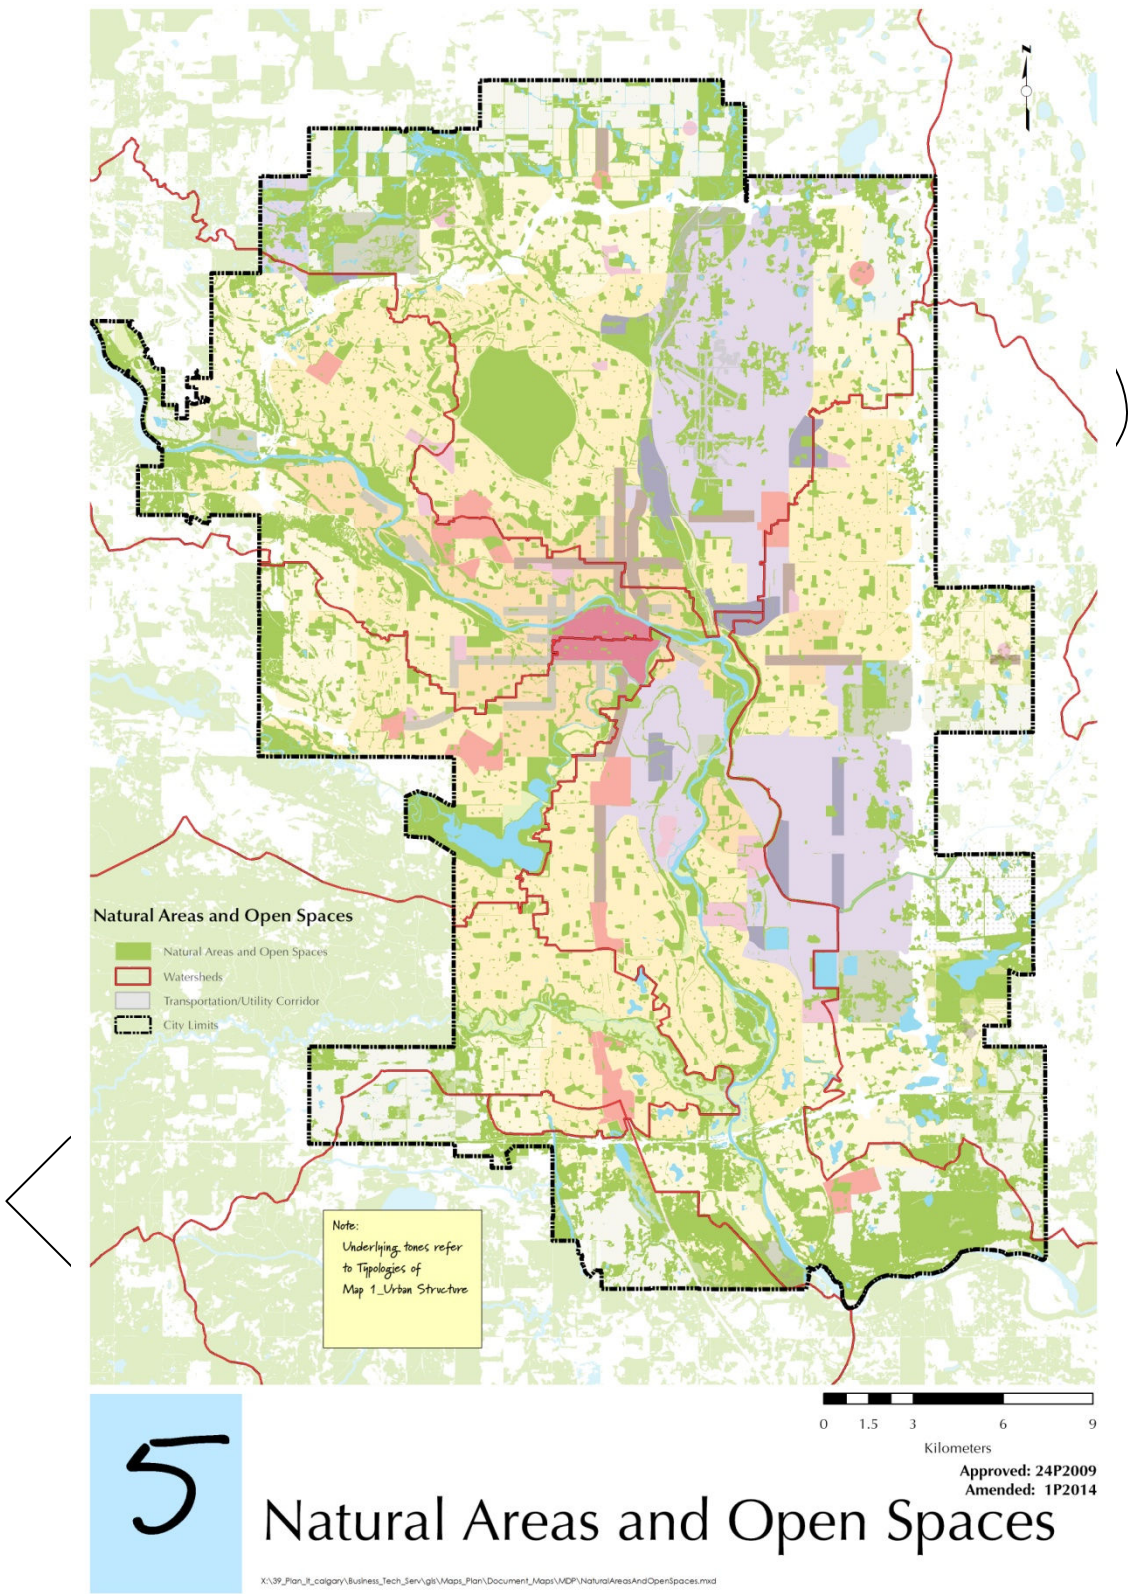 N
Natural Areas and Open Spaces
Natural Areas and Open Spaces
Watersheds
Transportation/Utility Corridor
City Limits
Note:
Underlying tones refer
to Typologies of
Map 1_Urban Structure
0 1.5 3 6 9
Kilometers
Approved: 24P2009
Amended: 1P2014
5
Natural Areas and Open Spaces
X:\39_Plan_It_calgary\Business_Tech_Serv\gis\Maps_Plan\Document_Maps\MDP\NaturalAreasAndOpenSpaces.mxd